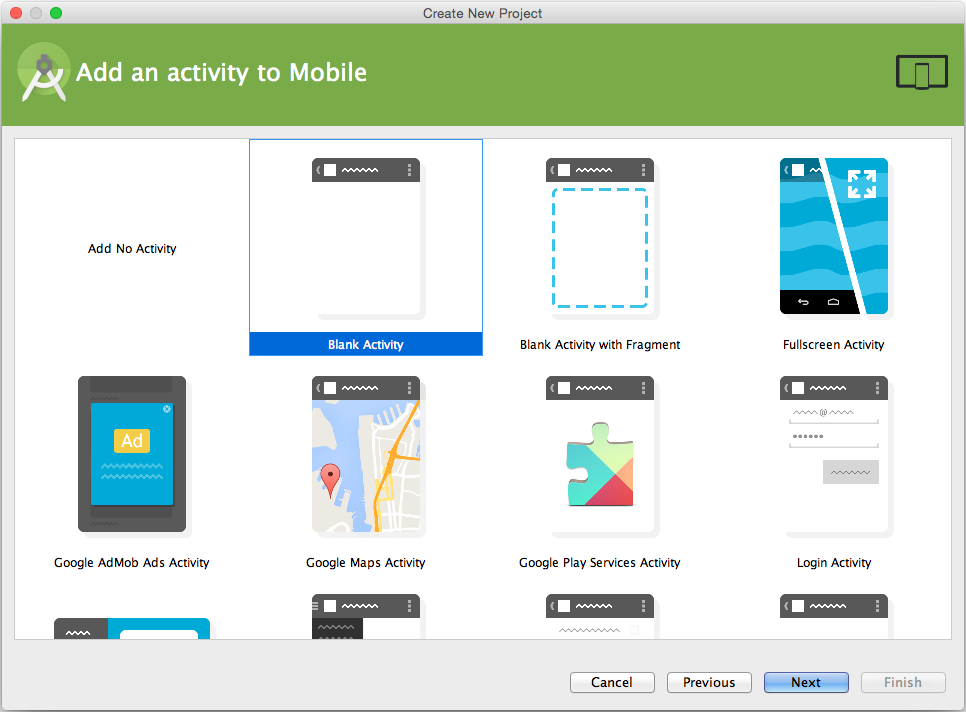 Create New Project
Add an activity to Mobile
Add No Activity
Blank Activity
Blank Activity with Fragment
Fullscreen Activity
Ad
@
Google AdMob Ads Activity
Google Maps Activity
Google Play Services Activity
Login Activity
Cancel
Previous
Next
Finish